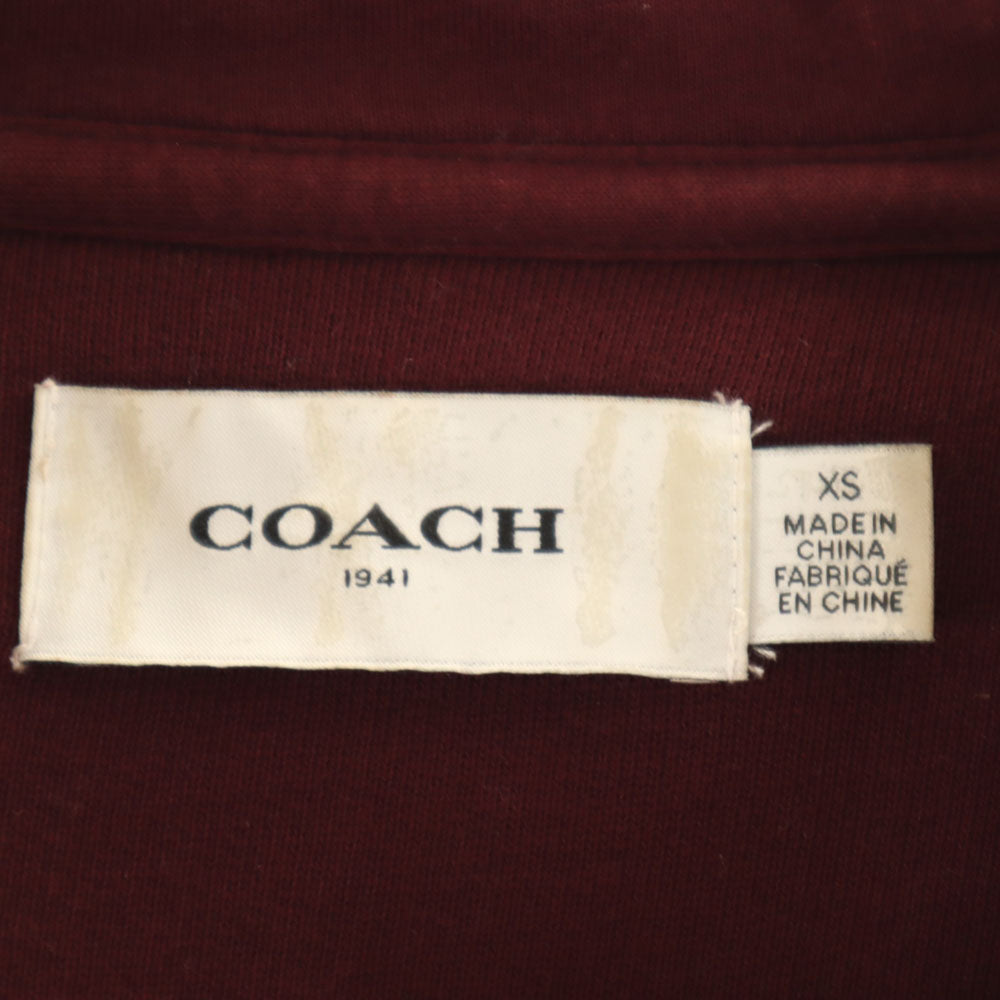 COACH
1941
XS
MADE IN
CHINA
FABRIQUÉ
EN CHINE